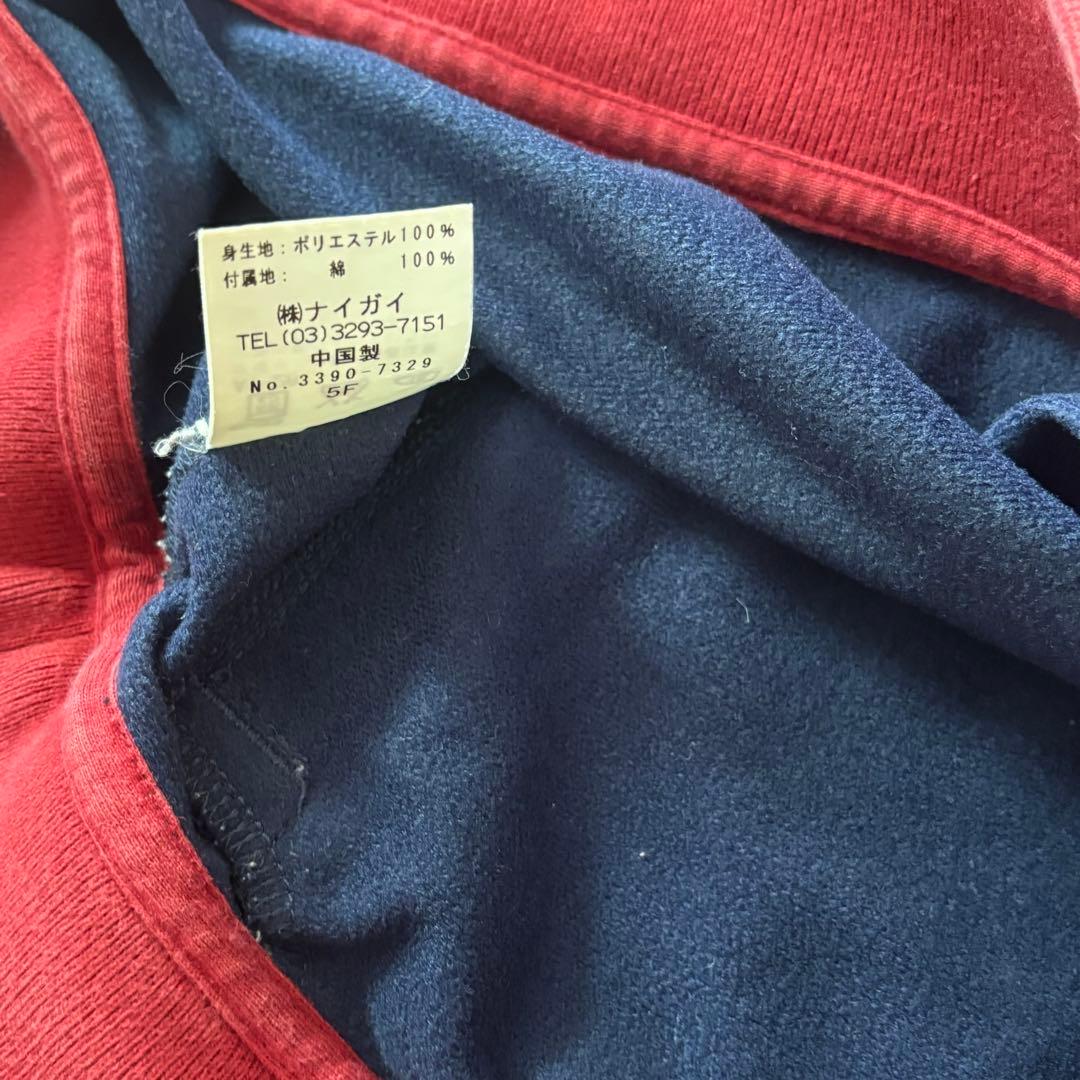 身生地：ポリエステル100%
付属地：　綿　100%
㈱ナイガイ
TEL(03)3293-7151
中国製
No.3390-7329
5F